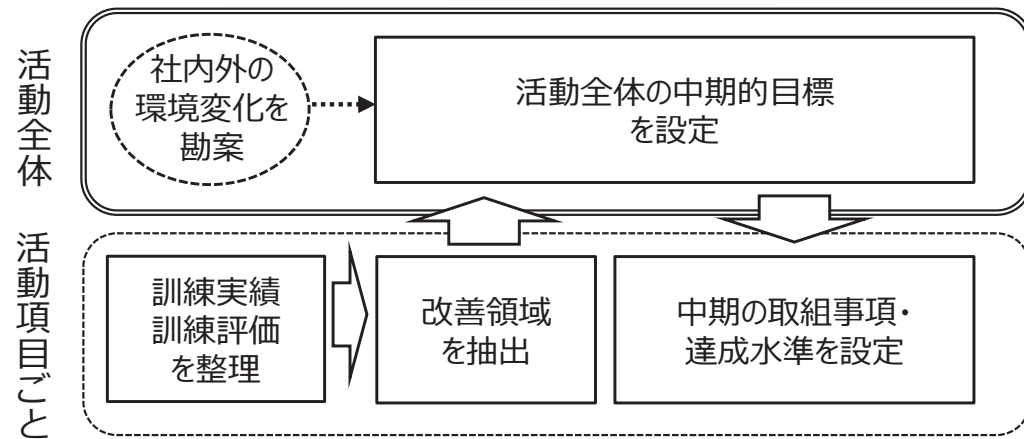 活動全体
社内外の
環境変化を
勘案
活動全体の中期的目標
を設定
活動項目ごと
訓練実績
訓練評価
を整理
改善領域
を抽出
中期の取組事項・
達成水準を設定